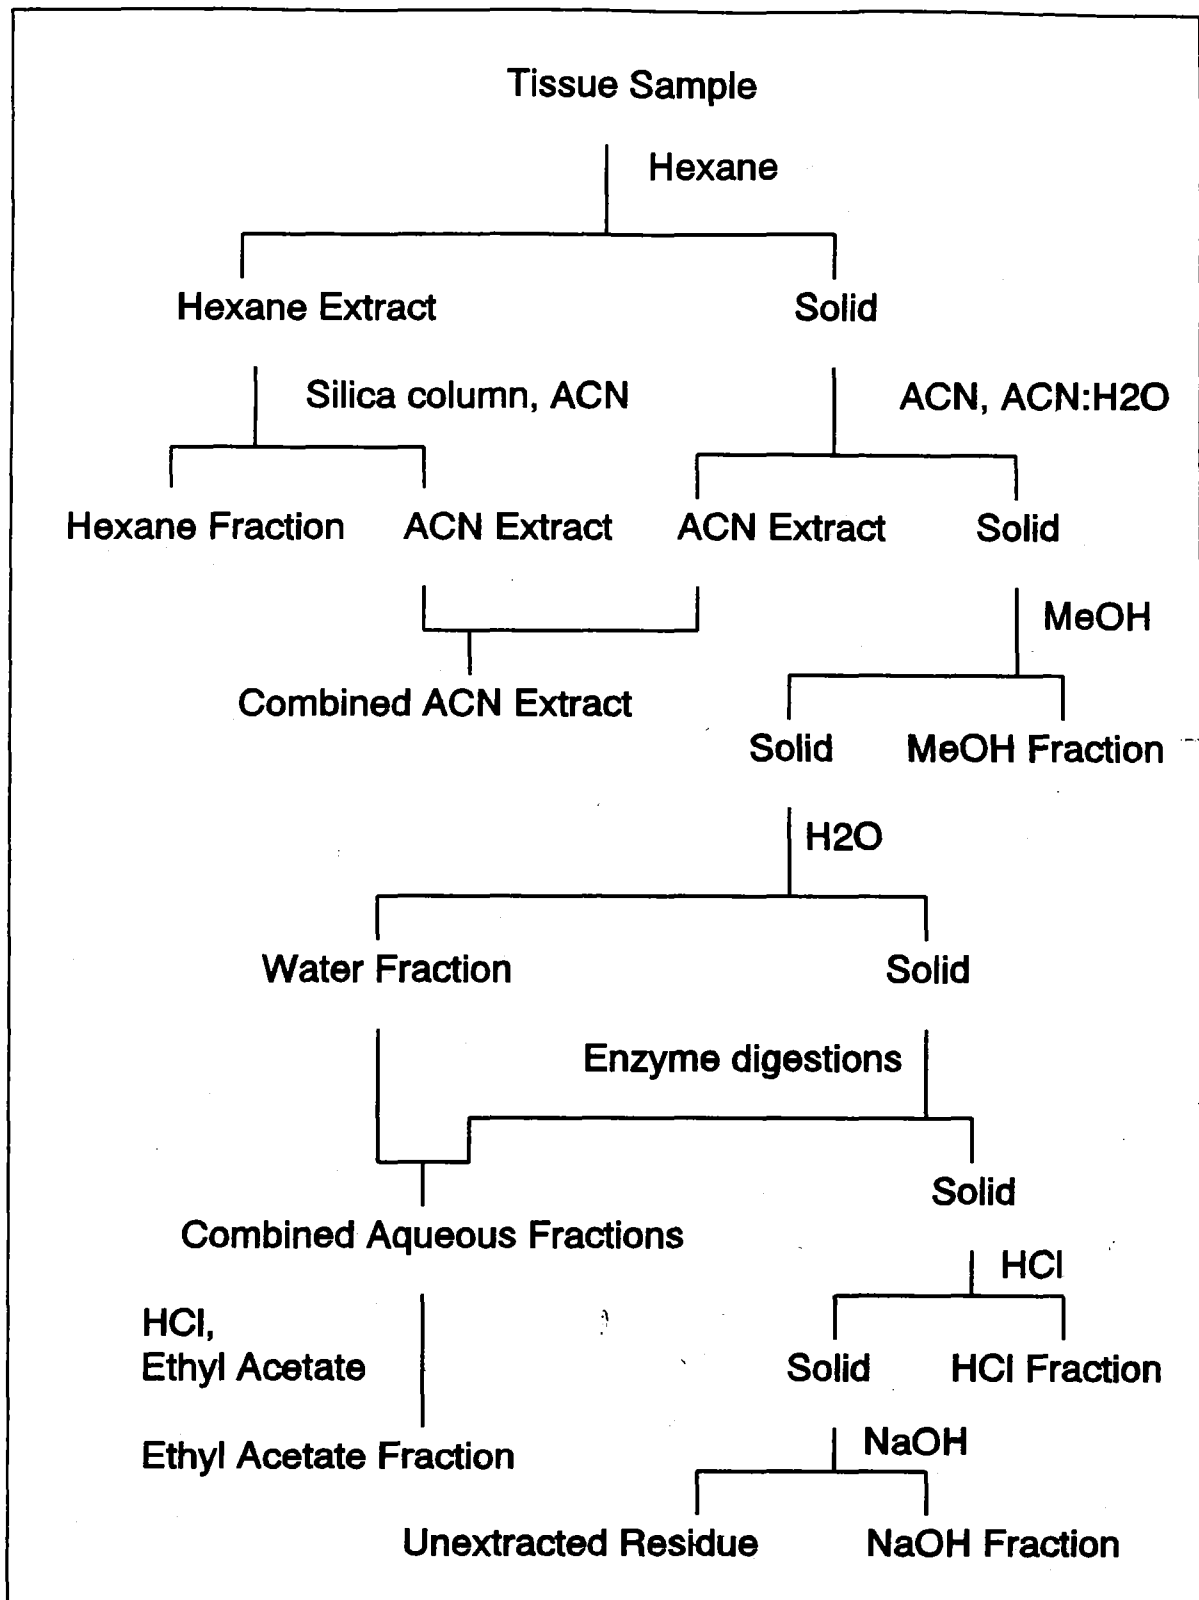 Tissue Sample
Hexane
Hexane Extract
Solid
Silica column, ACN
ACN, ACN:H2O
Hexane Fraction
ACN Extract
ACN Extract
Solid
MeOH
Combined ACN Extract
Solid
MeOH Fraction
H2O
Water Fraction
Solid
Enzyme digestions
Solid
Combined Aqueous Fractions
HCl
HCl,
Ethyl Acetate
Solid
HCl Fraction
NaOH
Ethyl Acetate Fraction
Unextracted Residue
NaOH Fraction